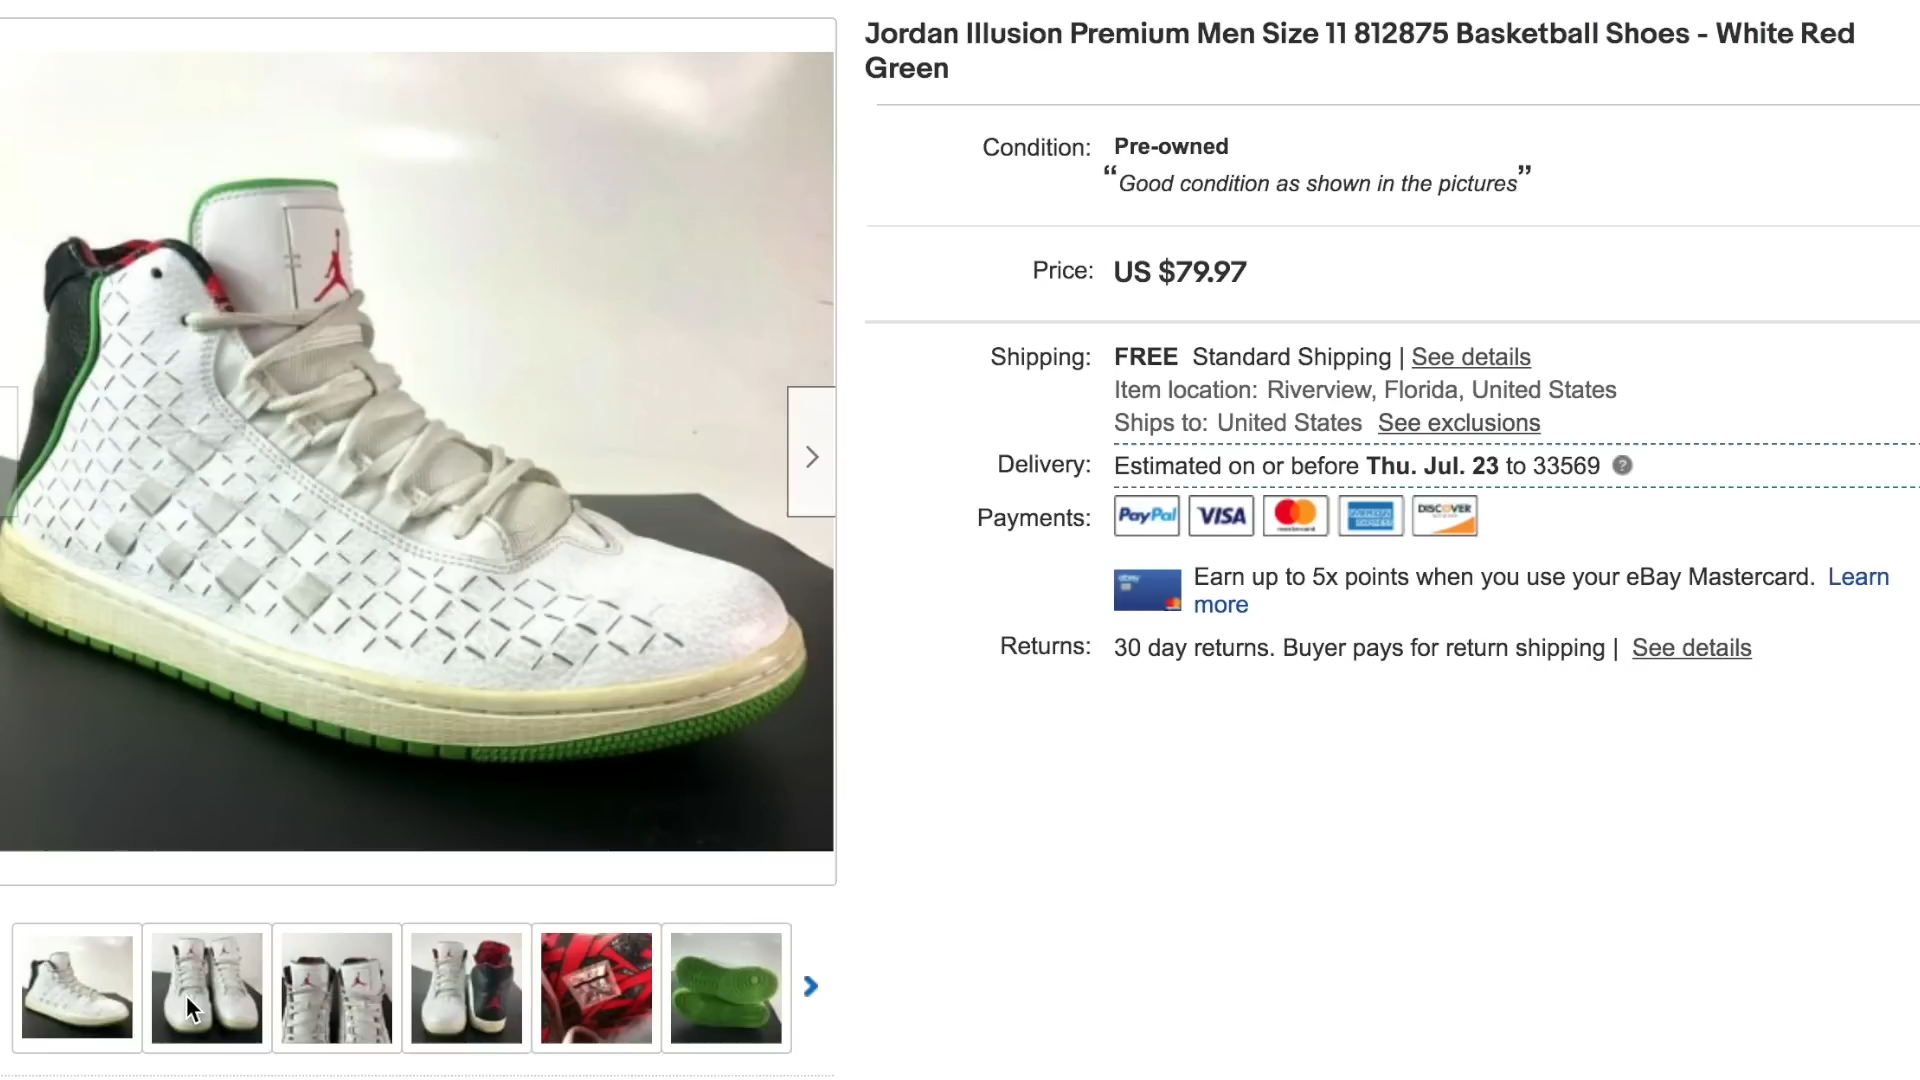 Jordan Illusion Premium Men Size 11 812875 Basketball Shoes - White Red
Green
Condition: Pre-owned
“Good condition as shown in the pictures”
Price: US $79.97
Shipping: FREE Standard Shipping | See details
Item location: Riverview, Florida, United States
Ships to: United States See exclusions
Delivery: Estimated on or before Thu. Jul. 23 to 33569 ?
Payments: PayPal VISA mastercard AMERICAN EXPRESS DISCOVER
ebay Earn up to 5x points when you use your eBay Mastercard. Learn
more
Returns: 30 day returns. Buyer pays for return shipping | See details